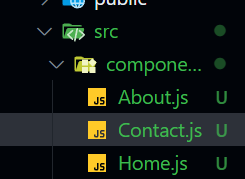 public
src
compone...
JS About.js U
JS Contact.js U
JS Home.js U